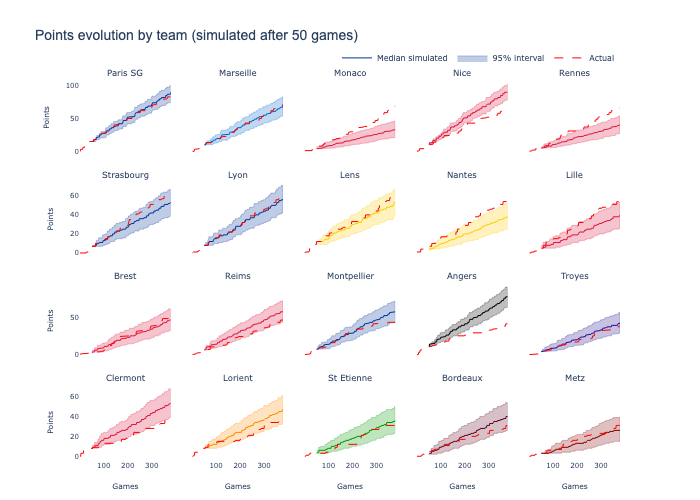 Points evolution by team (simulated after 50 games)
Median simulated 95% interval Actual
Paris SG Marseille Monaco Nice Rennes
100
50
0
Points
Strasbourg Lyon Lens Nantes Lille
60
40
20
0
Points
Brest Reims Montpellier Angers Troyes
50
0
Points
Clermont Lorient St Etienne Bordeaux Metz
60
40
20
0
Points
100 200 300 100 200 300 100 200 300 100 200 300 100 200 300
Games Games Games Games Games